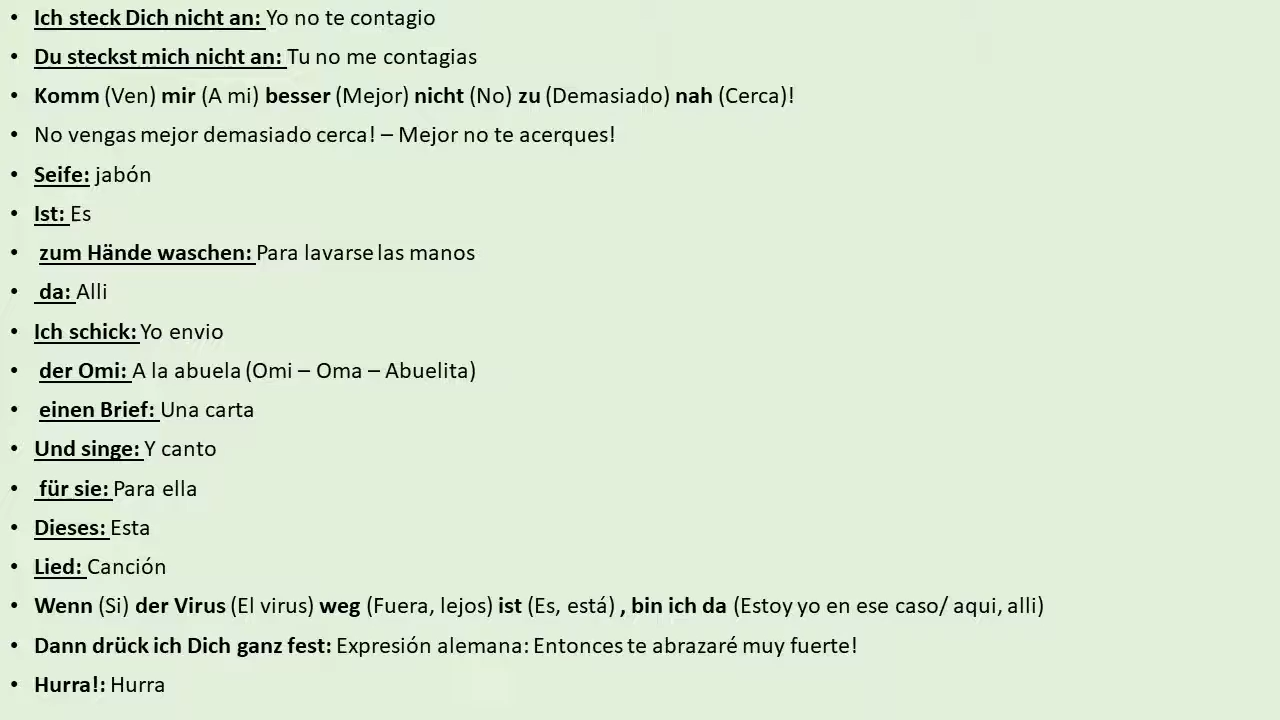 • Ich steck Dich nicht an: Yo no te contagio
• Du steckst mich nicht an: Tu no me contagias
• Komm (Ven) mir (A mi) besser (Mejor) nicht (No) zu (Demasiado) nah (Cerca)!
• No vengas mejor demasiado cerca! – Mejor no te acerques!
• Seife: jabón
• Ist: Es
• zum Hände waschen: Para lavarse las manos
• da: Alli
• Ich schick: Yo envio
• der Omi: A la abuela (Omi – Oma – Abuelita)
• einen Brief: Una carta
• Und singe: Y canto
• für sie: Para ella
• Dieses: Esta
• Lied: Canción
• Wenn (Si) der Virus (El virus) weg (Fuera, lejos) ist (Es, está) , bin ich da (Estoy yo en ese caso/ aqui, alli)
• Dann drück ich Dich ganz fest: Expresión alemana: Entonces te abrazaré muy fuerte!
• Hurra!: Hurra